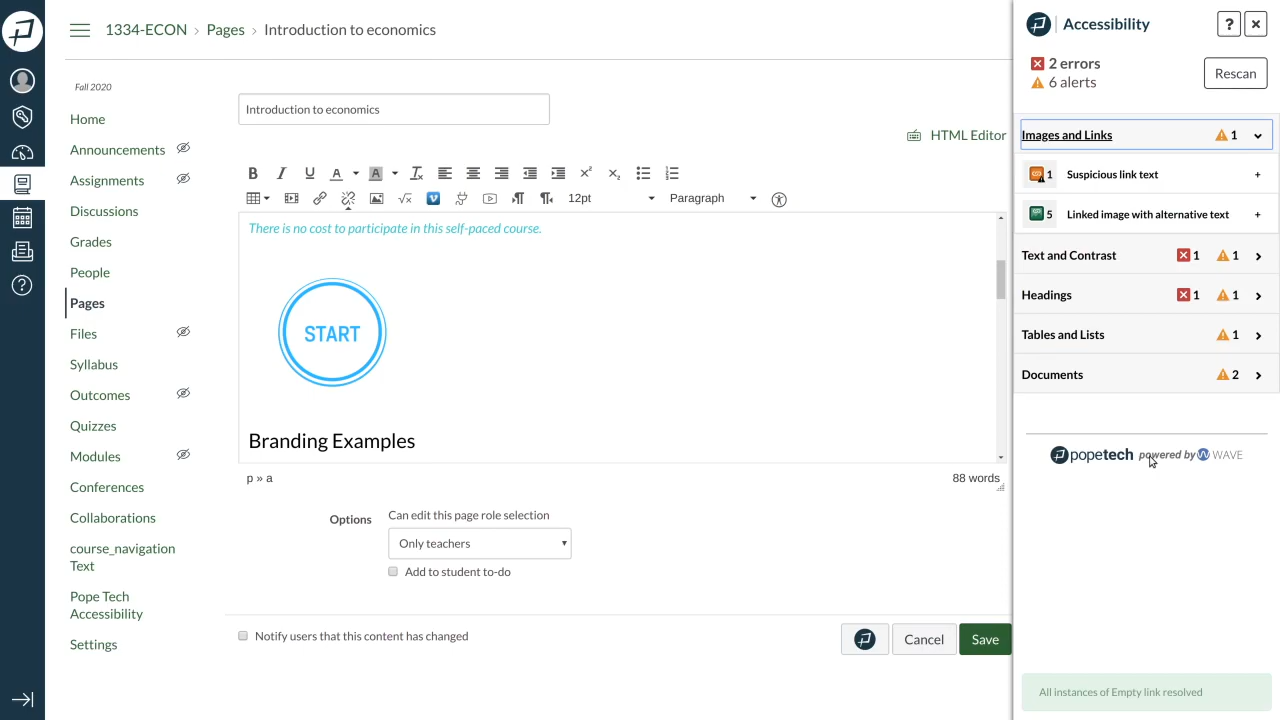 1334-ECON › Pages › Introduction to economics
Fall 2020
Home
Announcements
Assignments
Discussions
Grades
People
Pages
Files
Syllabus
Outcomes
Quizzes
Modules
Conferences
Collaborations
course_navigation
Text
Pope Tech
Accessibility
Settings
Introduction to economics
HTML Editor
12pt
Paragraph
There is no cost to participate in this self-paced course.
START
Branding Examples
p » a
88 words
Options
Can edit this page role selection
Only teachers
Add to student to-do
Notify users that this content has changed
Cancel
Save
Accessibility
?
2 errors
6 alerts
Rescan
Images and Links 1
1 Suspicious link text +
5 Linked image with alternative text +
Text and Contrast 1 1
Headings 1 1
Tables and Lists 1
Documents 2
popetech powered by WAVE
All instances of Empty link resolved